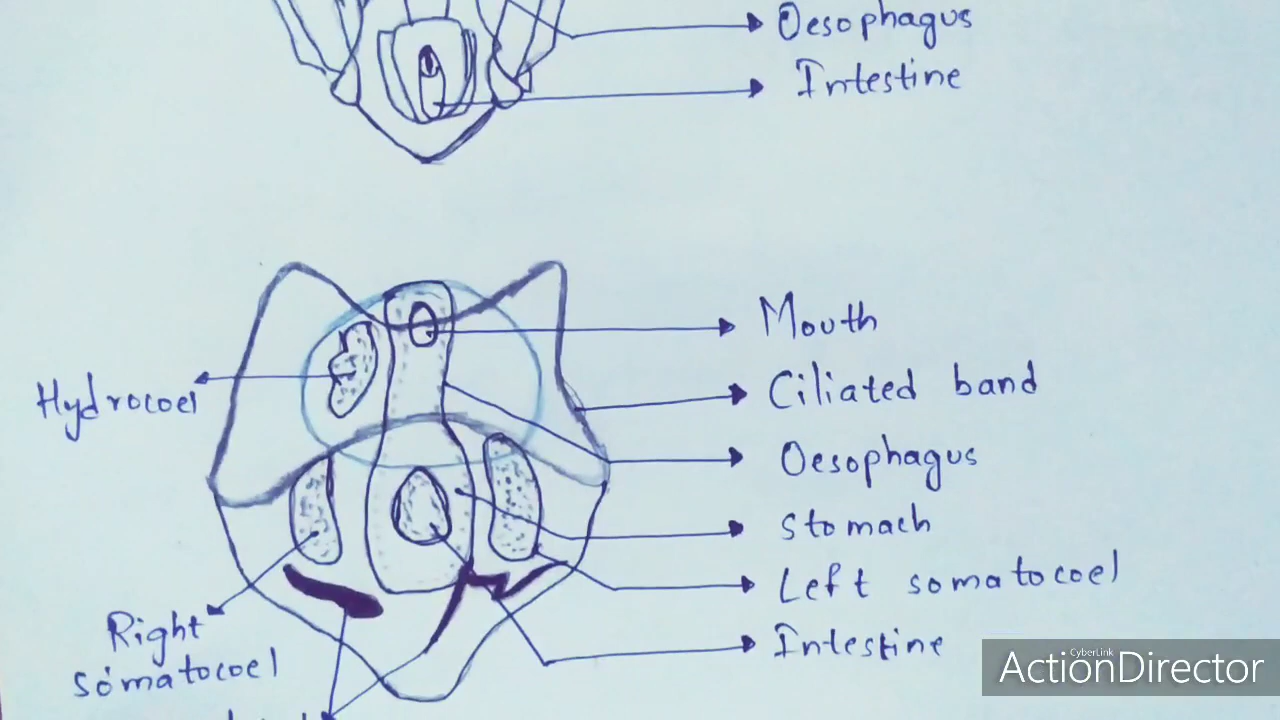 Oesophagus
Intestine
Mouth
Ciliated band
Hydrocoel
Oesophagus
Stomach
Left somatocoel
Right
somatocoel
Intestine
CyberLink
ActionDirector